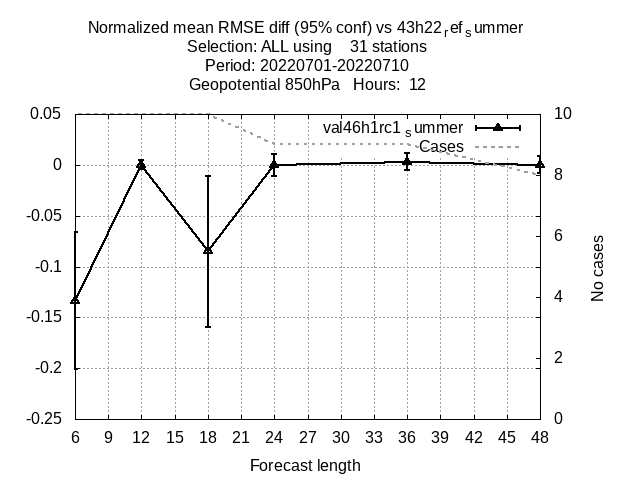 Normalized mean RMSE diff (95% conf) vs 43h22ref summer
Selection: ALL using    31 stations
Period: 20220701-20220710
Geopotential 850hPa   Hours:  12
val46h1rc1summer
Cases
0.05
0
-0.05
-0.1
-0.15
-0.2
-0.25
10
8
6
4
2
0
No cases
6 9 12 15 18 21 24 27 30 33 36 39 42 45 48
Forecast length